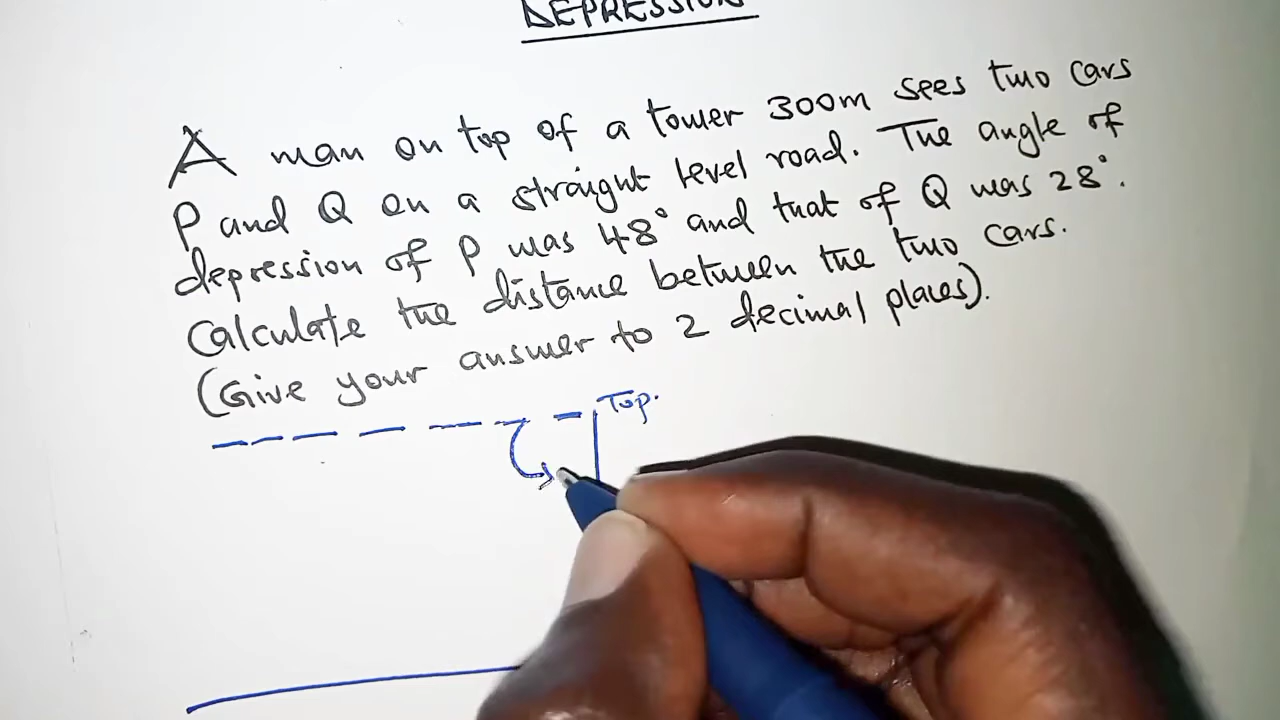 DEPRESSION
A man on top of a tower 300m sees two cars
P and Q on a straight level road. The angle of
depression of P was 48° and that of Q was 28°.
Calculate the distance between the two cars.
(Give your answer to 2 decimal places).
Top.